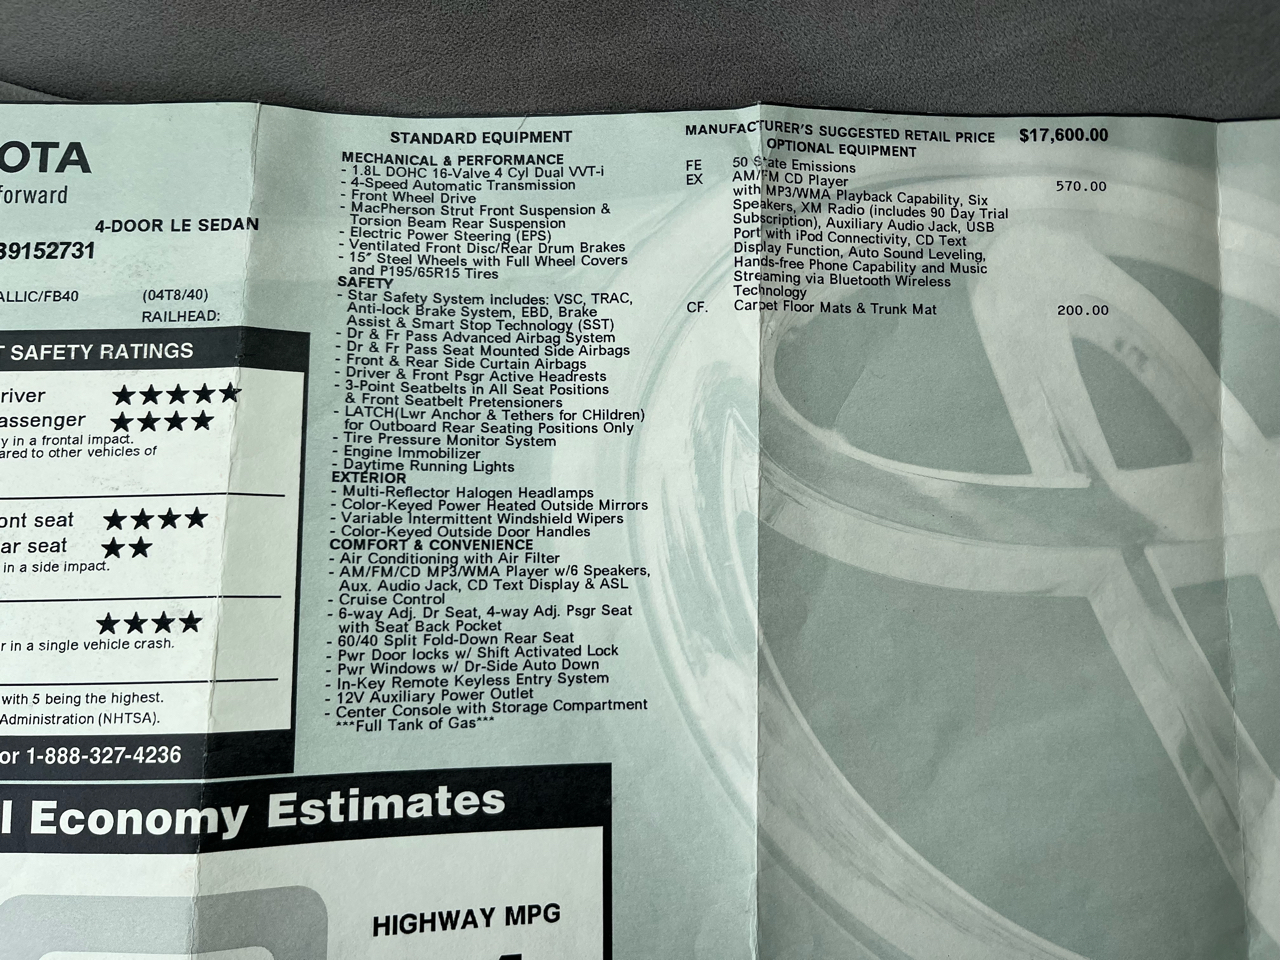 OTA
forward
4-DOOR LE SEDAN
39152731
ALLIC/FB40 (04T8/40)
RAILHEAD:
T SAFETY RATINGS
river ★★★★★
assenger ★★★★
y in a frontal impact.
ared to other vehicles of
ont seat ★★★★
ar seat ★★
in a side impact.
★★★★
r in a single vehicle crash.
with 5 being the highest.
Administration (NHTSA).
or 1-888-327-4236
l Economy Estimates
HIGHWAY MPG
STANDARD EQUIPMENT
MECHANICAL & PERFORMANCE
- 1.8L DOHC 16-Valve 4 Cyl Dual VVT-i
- 4-Speed Automatic Transmission
- Front Wheel Drive
- MacPherson Strut Front Suspension &
Torsion Beam Rear Suspension
- Electric Power Steering (EPS)
- Ventilated Front Disc/Rear Drum Brakes
- 15" Steel Wheels with Full Wheel Covers
and P195/65R15 Tires
SAFETY
- Star Safety System includes: VSC, TRAC,
Anti-lock Brake System, EBD, Brake
Assist & Smart Stop Technology (SST)
- Dr & Fr Pass Advanced Airbag System
- Dr & Fr Pass Seat Mounted Side Airbags
- Front & Rear Side Curtain Airbags
- Driver & Front Psgr Active Headrests
- 3-Point Seatbelts in All Seat Positions
& Front Seatbelt Pretensioners
- LATCH(Lwr Anchor & Tethers for CHildren)
for Outboard Rear Seating Positions Only
- Tire Pressure Monitor System
- Engine Immobilizer
- Daytime Running Lights
EXTERIOR
- Multi-Reflector Halogen Headlamps
- Color-Keyed Power Heated Outside Mirrors
- Variable Intermittent Windshield Wipers
- Color-Keyed Outside Door Handles
COMFORT & CONVENIENCE
- Air Conditioning with Air Filter
- AM/FM/CD MP3/WMA Player w/6 Speakers,
Aux. Audio Jack, CD Text Display & ASL
- Cruise Control
- 6-way Adj. Dr Seat, 4-way Adj. Psgr Seat
with Seat Back Pocket
- 60/40 Split Fold-Down Rear Seat
- Pwr Door locks w/ Shift Activated Lock
- Pwr Windows w/ Dr-Side Auto Down
- In-Key Remote Keyless Entry System
- 12V Auxiliary Power Outlet
- Center Console with Storage Compartment
***Full Tank of Gas***
MANUFACTURER'S SUGGESTED RETAIL PRICE $17,600.00
OPTIONAL EQUIPMENT
FE 50 State Emissions
EX AM/FM CD Player 570.00
with MP3/WMA Playback Capability, Six
Speakers, XM Radio (includes 90 Day Trial
Subscription), Auxiliary Audio Jack, USB
Port with iPod Connectivity, CD Text
Display Function, Auto Sound Leveling,
Hands-free Phone Capability and Music
Streaming via Bluetooth Wireless
Technology
CF. Carpet Floor Mats & Trunk Mat 200.00